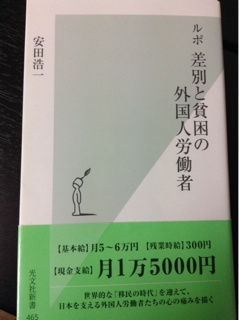 ルポ 差別と貧困の
外国人労働者
安田浩一
【基本給】月5~6万円 【残業時給】300円
【現金支給】月1万5000円
世界的な「移民の時代」を迎えて、
日本を支える外国人労働者たちの心の痛みを描く
光文社新書
465